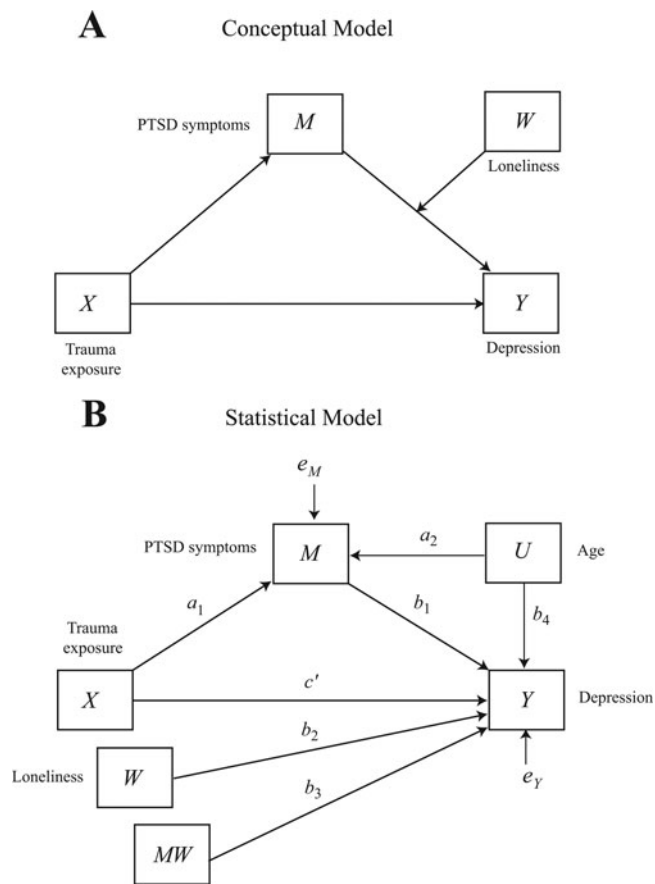 A Conceptual Model
PTSD symptoms
M
W
Loneliness
X
Y
Trauma
exposure
Depression
B Statistical Model
e_M
PTSD symptoms
M
a_2
U
Age
a_1
b_1
b_4
Trauma
exposure
X
c'
Y
Depression
b_2
Loneliness
W
b_3
e_Y
MW